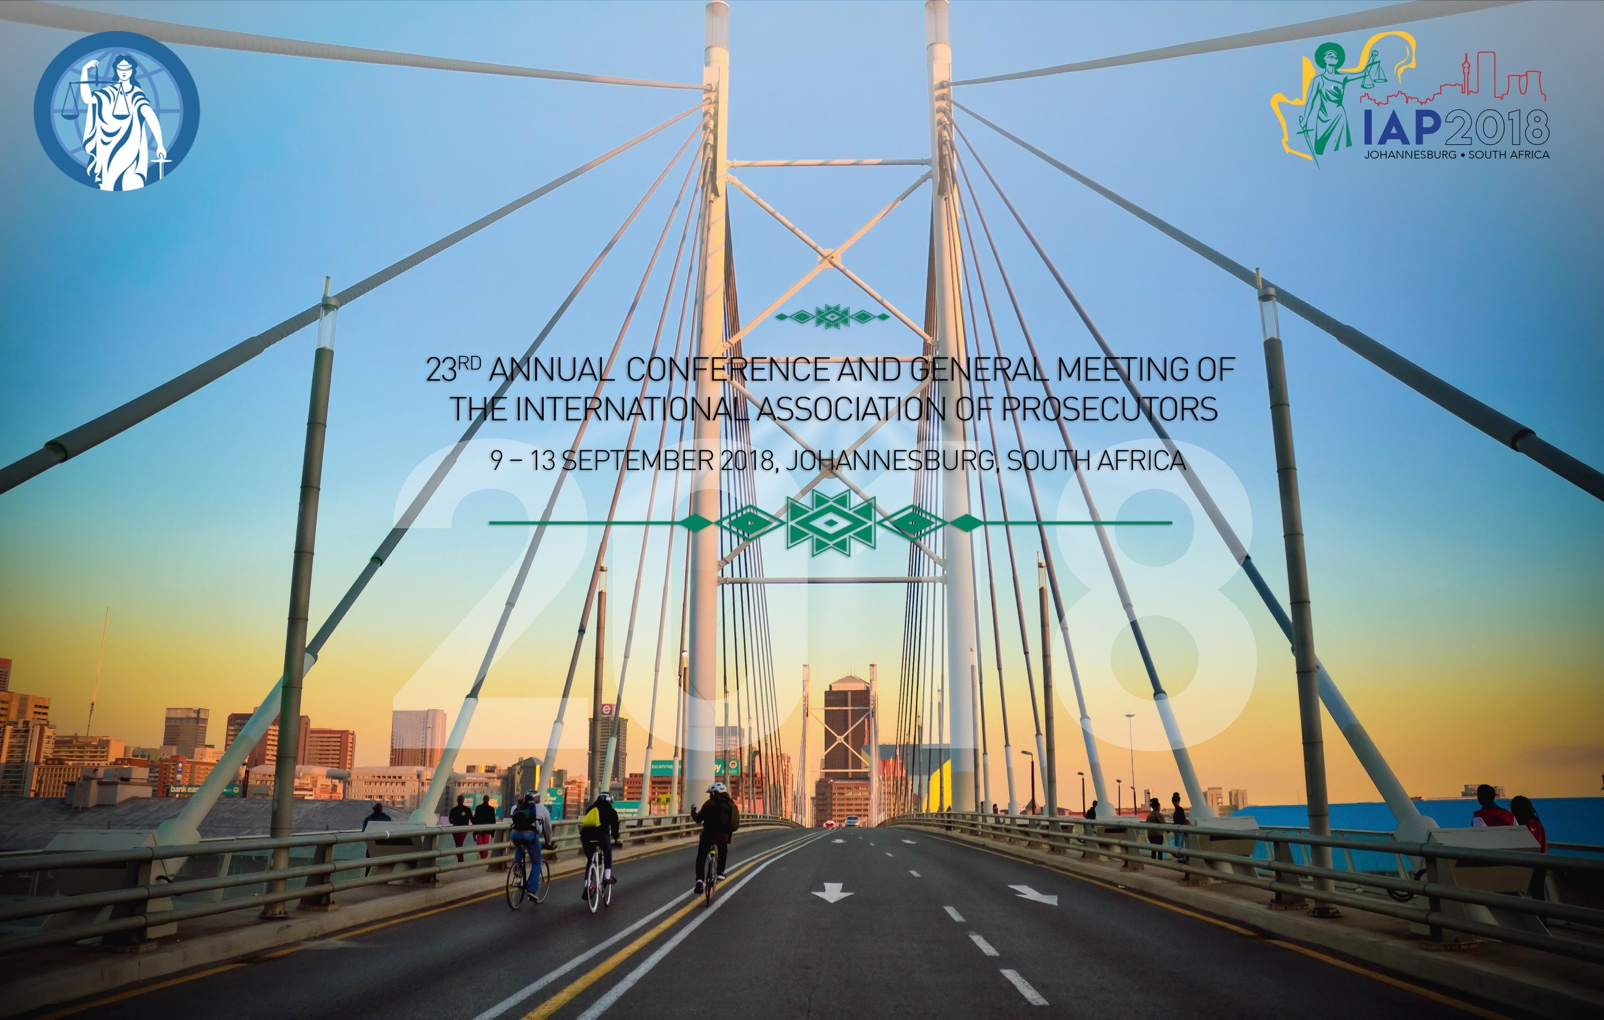 IAP2018
JOHANNESBURG • SOUTH AFRICA
23RD ANNUAL CONFERENCE AND GENERAL MEETING OF
THE INTERNATIONAL ASSOCIATION OF PROSECUTORS
9 – 13 SEPTEMBER 2018, JOHANNESBURG, SOUTH AFRICA
2018
e